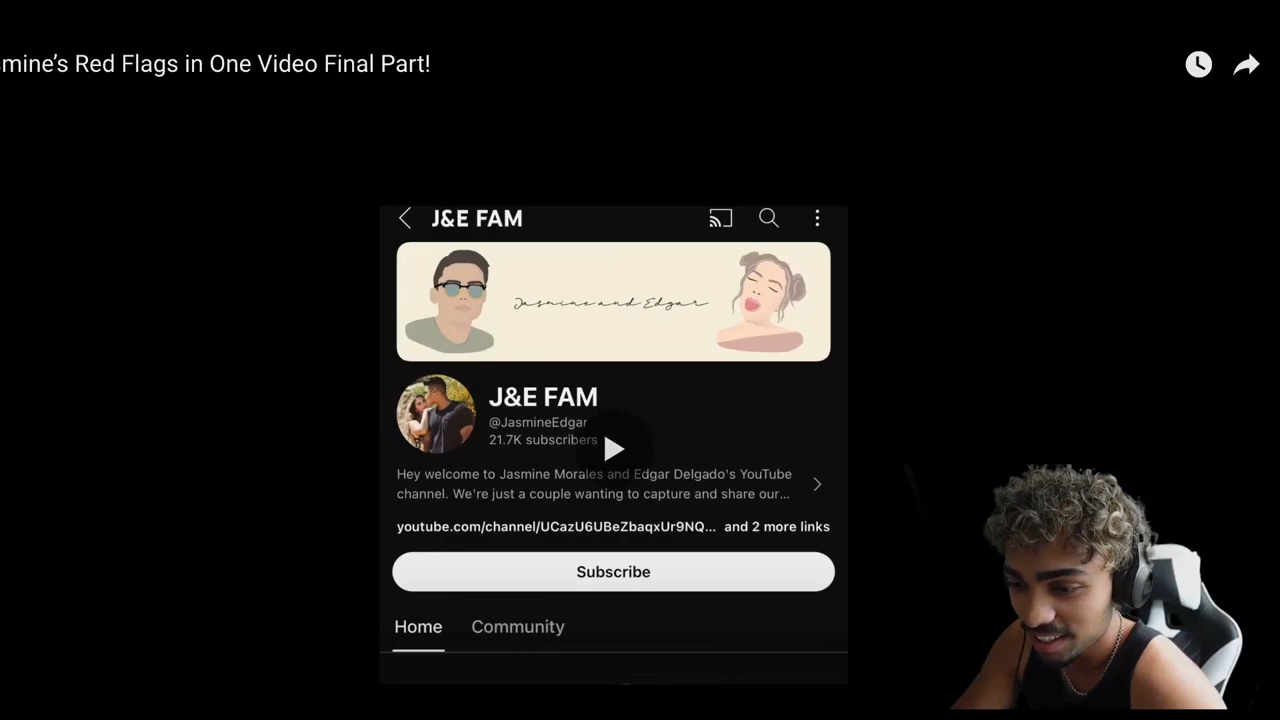 smine's Red Flags in One Video Final Part!
J&E FAM
Jasmine and Edgar
J&E FAM
@JasmineEdgar
21.7K subscribers
Hey welcome to Jasmine Morales and Edgar Delgado's YouTube
channel. We're just a couple wanting to capture and share our...
youtube.com/channel/UCazU6UBeZbaqxUr9NQ... and 2 more links
Subscribe
Home Community